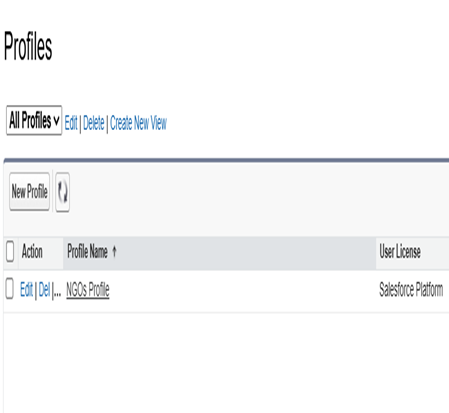 Profiles
All Profiles Edit | Delete | Create New View
New Profile
Action Profile Name ↑ User License
Edit | Del |... NGOs Profile Salesforce Platform